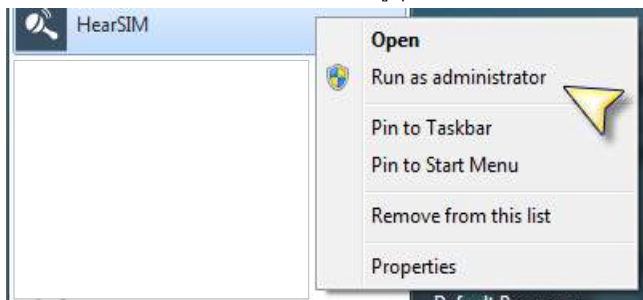 HearSIM
Open
Run as administrator
Pin to Taskbar
Pin to Start Menu
Remove from this list
Properties